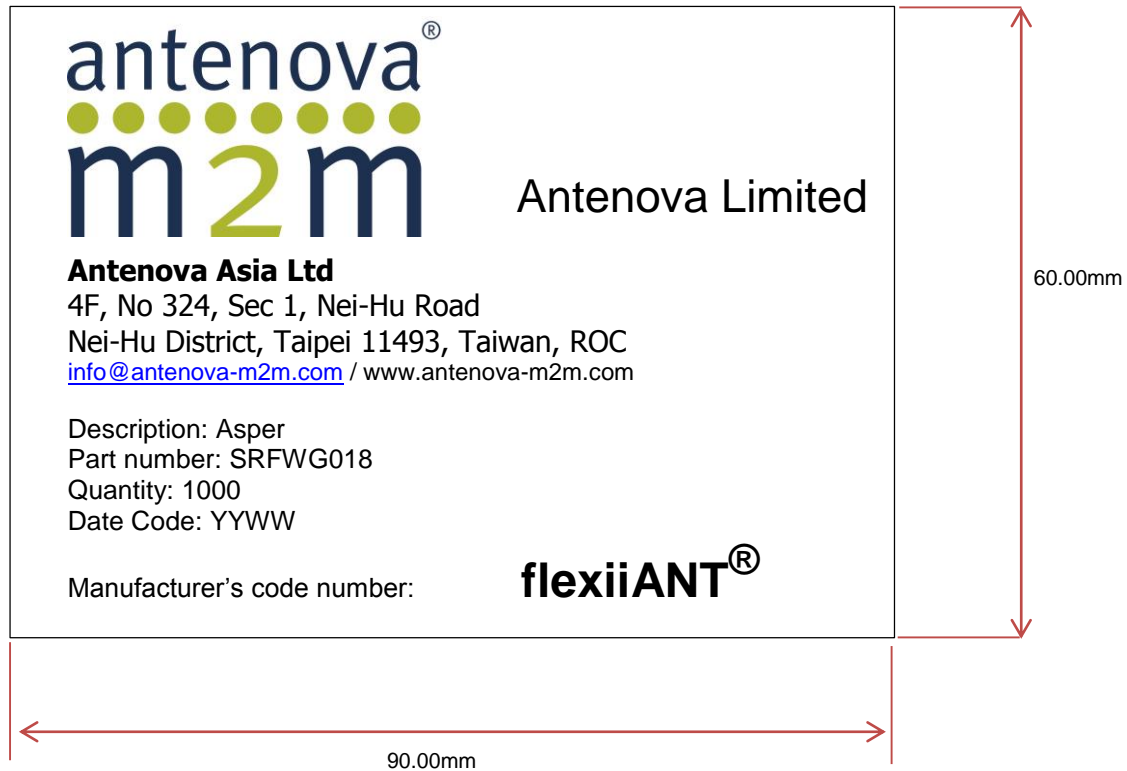 antenova®
m2m
Antenova Limited
Antenova Asia Ltd
4F, No 324, Sec 1, Nei-Hu Road
Nei-Hu District, Taipei 11493, Taiwan, ROC
info@antenova-m2m.com / www.antenova-m2m.com
Description: Asper
Part number: SRFWG018
Quantity: 1000
Date Code: YYWW
Manufacturer’s code number: flexiiANT®
60.00mm
90.00mm